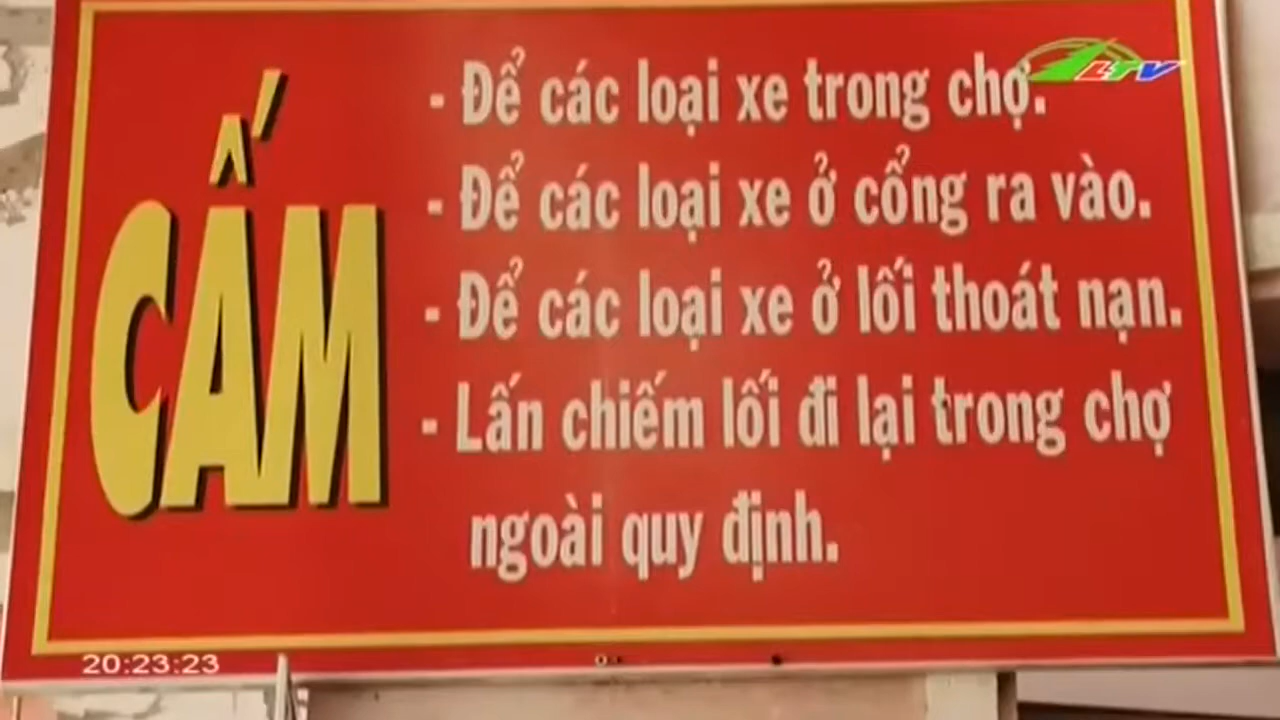 LTV
CẤM
- Để các loại xe trong chợ.
- Để các loại xe ở cổng ra vào.
- Để các loại xe ở lối thoát nạn.
- Lấn chiếm lối đi lại trong chợ
ngoài quy định.
20:23:23